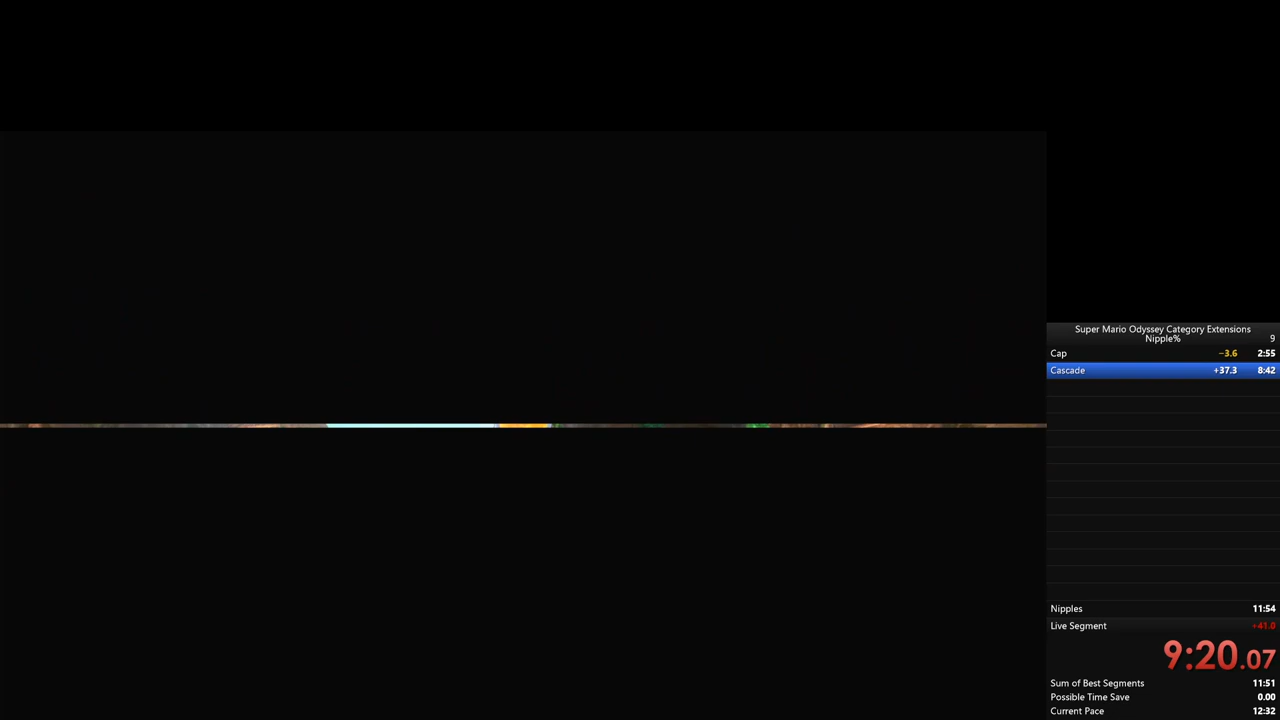 Super Mario Odyssey Category Extensions
Nipple% 9
Cap −3.6 2:55
Cascade +37.3 8:42
Nipples 11:54
Live Segment +41.0
9:20.07
Sum of Best Segments 11:51
Possible Time Save 0.00
Current Pace 12:32